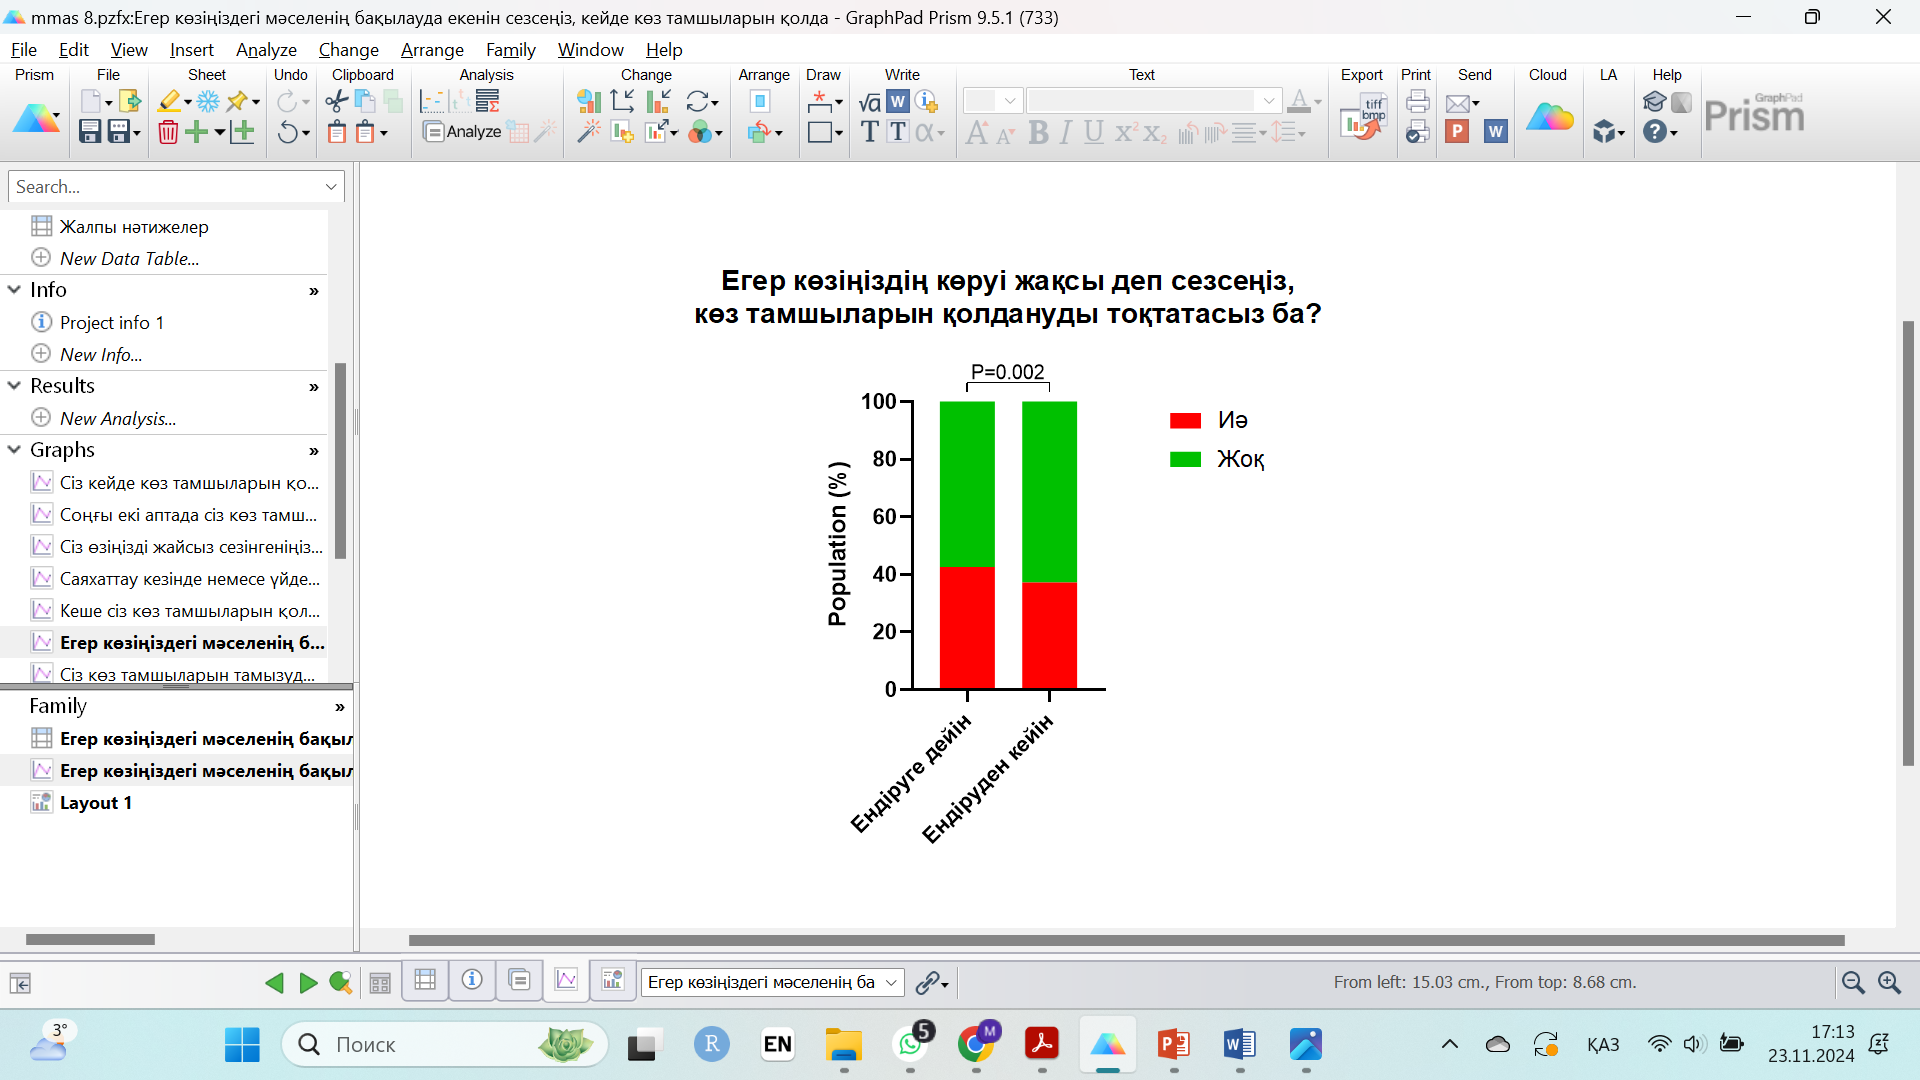 mmas 8.pzfx:Егер көзіңіздегі мәселенің бақылауда екенін сезсеңіз, кейде көз тамшыларын қолда - GraphPad Prism 9.5.1 (733)
File Edit View Insert Analyze Change Arrange Family Window Help
Prism File Sheet Undo Clipboard Analysis Change Arrange Draw Write Text Export Print Send Cloud LA Help
Analyze
tiff
bmp
GraphPad
Prism
Search...
Жалпы нәтижелер
New Data Table...
Info »
Project info 1
New Info...
Results »
New Analysis...
Graphs »
Сіз кейде көз тамшыларын қо...
Соңғы екі аптада сіз көз тамш...
Сіз өзіңізді жайсыз сезінгеніңіз...
Саяхаттау кезінде немесе үйде...
Кеше сіз көз тамшыларын қол...
Егер көзіңіздегі мәселенің б...
Сіз көз тамшыларын тамызуд...
Family »
Егер көзіңіздегі мәселенің бақыл
Егер көзіңіздегі мәселенің бақыл
Layout 1
Егер көзіңіздің көруі жақсы деп сезсеңіз,
көз тамшыларын қолдануды тоқтатасыз ба?
P=0.002
Population (%)
100
80
60
40
20
0
Иә
Жоқ
Ендіруге дейін
Ендіруден кейін
Егер көзіңіздегі мәселенің ба
From left: 15.03 cm., From top: 8.68 cm.
3°
Поиск
R
EN
5
M
ҚАЗ
17:13
23.11.2024